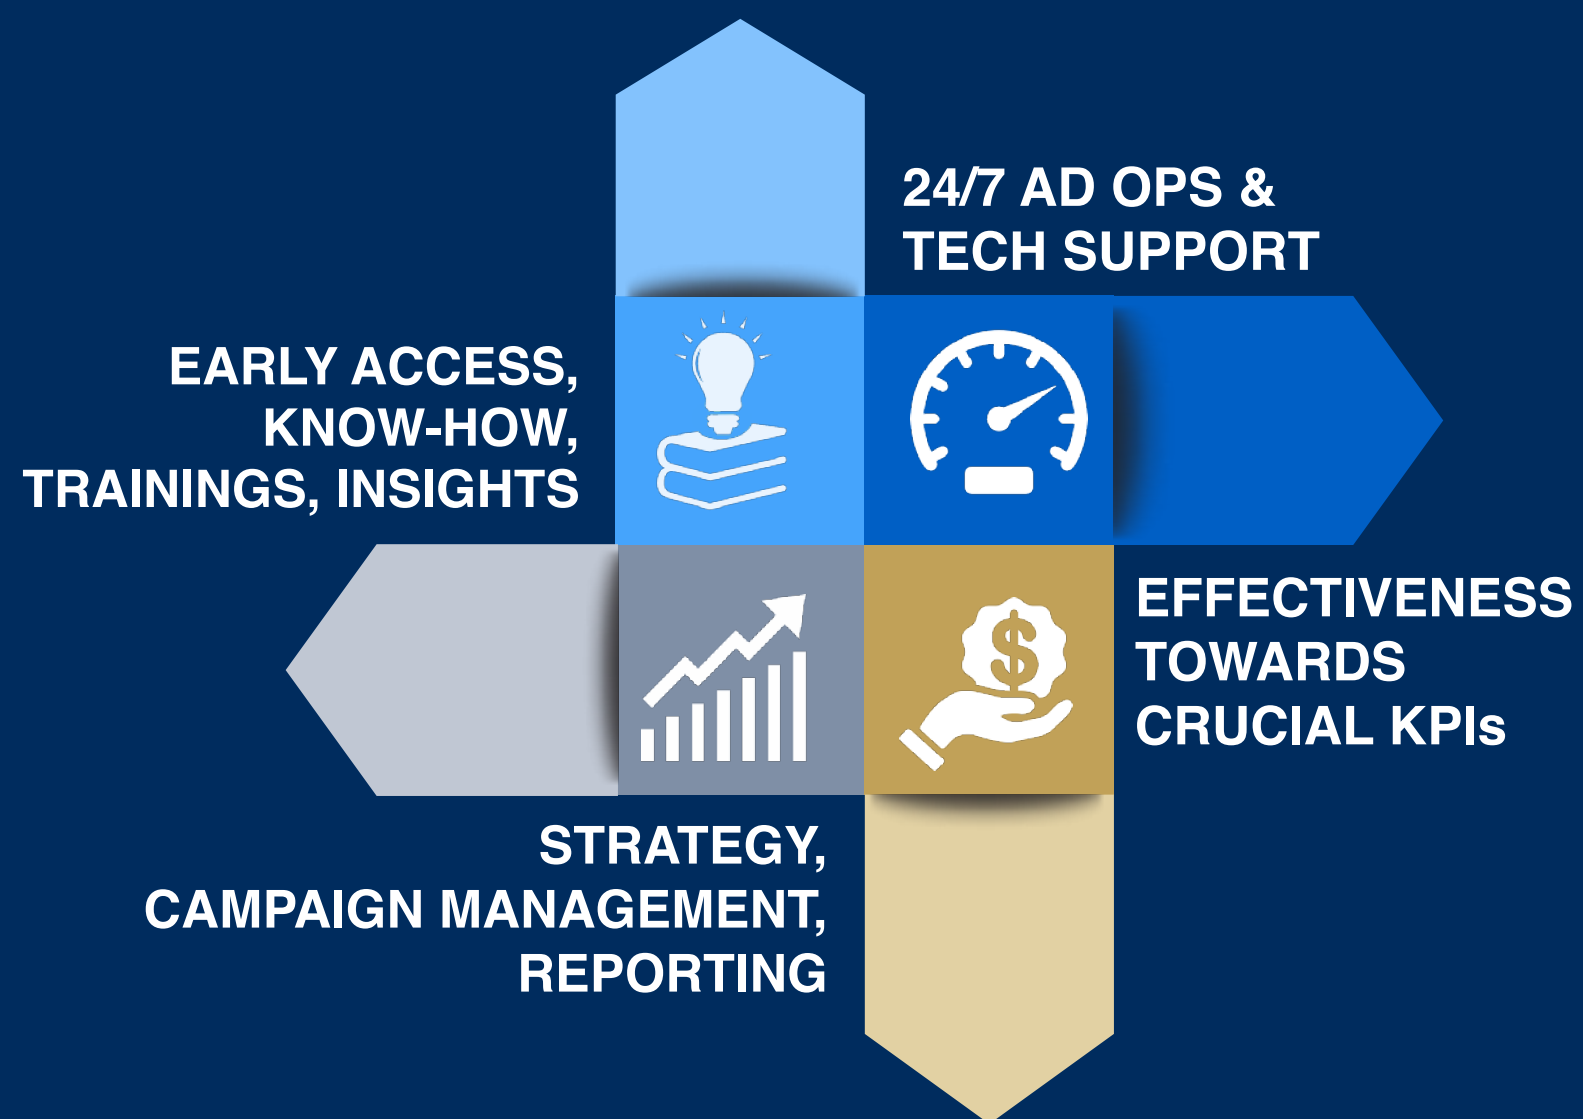 24/7 AD OPS &
TECH SUPPORT
EARLY ACCESS,
KNOW-HOW,
TRAININGS, INSIGHTS
EFFECTIVENESS
TOWARDS
CRUCIAL KPIs
STRATEGY,
CAMPAIGN MANAGEMENT,
REPORTING